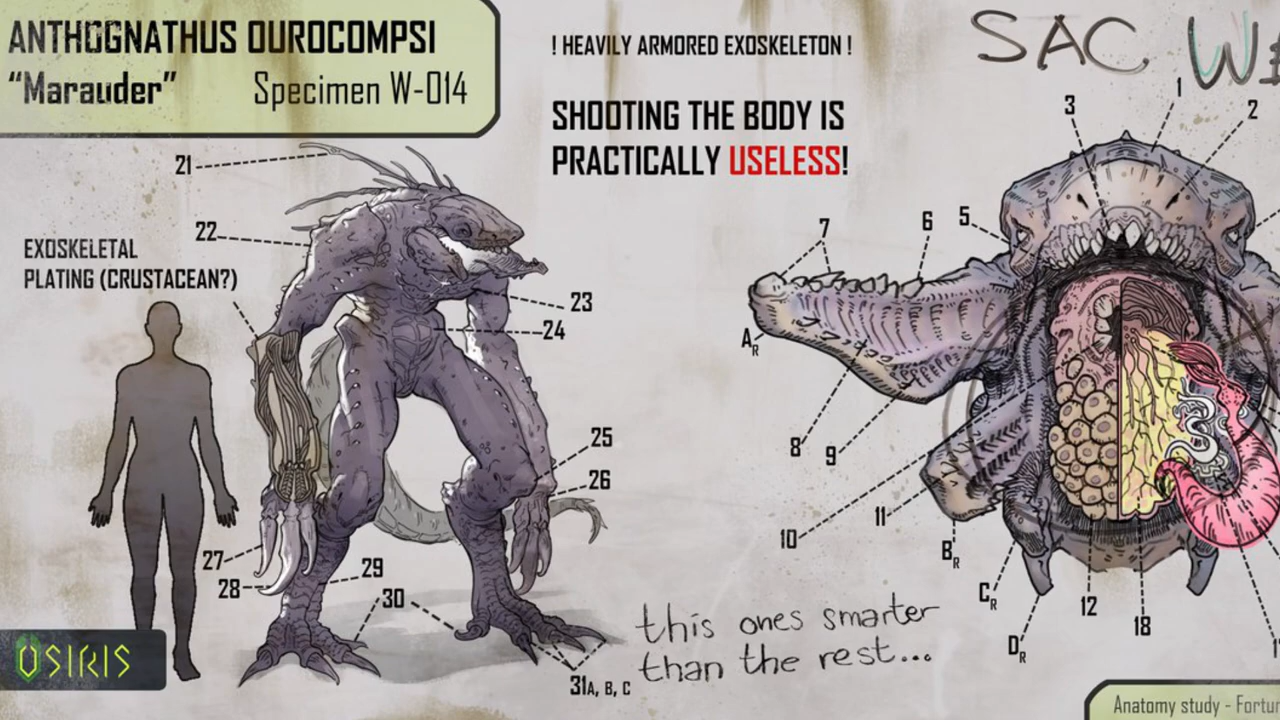 ANTHOGNATHUS OUROCOMPSI
"Marauder" Specimen W-014
! HEAVILY ARMORED EXOSKELETON !
SHOOTING THE BODY IS
PRACTICALLY USELESS!
SAC
EXOSKELETAL
PLATING (CRUSTACEAN?)
21
22
23
24
25
26
27
28
29
30
31A, B, C
this ones smarter
than the rest...
1
2
3
5
6
7
AR
8
9
10
11
BR
CR
DR
12
18
Anatomy study -
OSIRIS